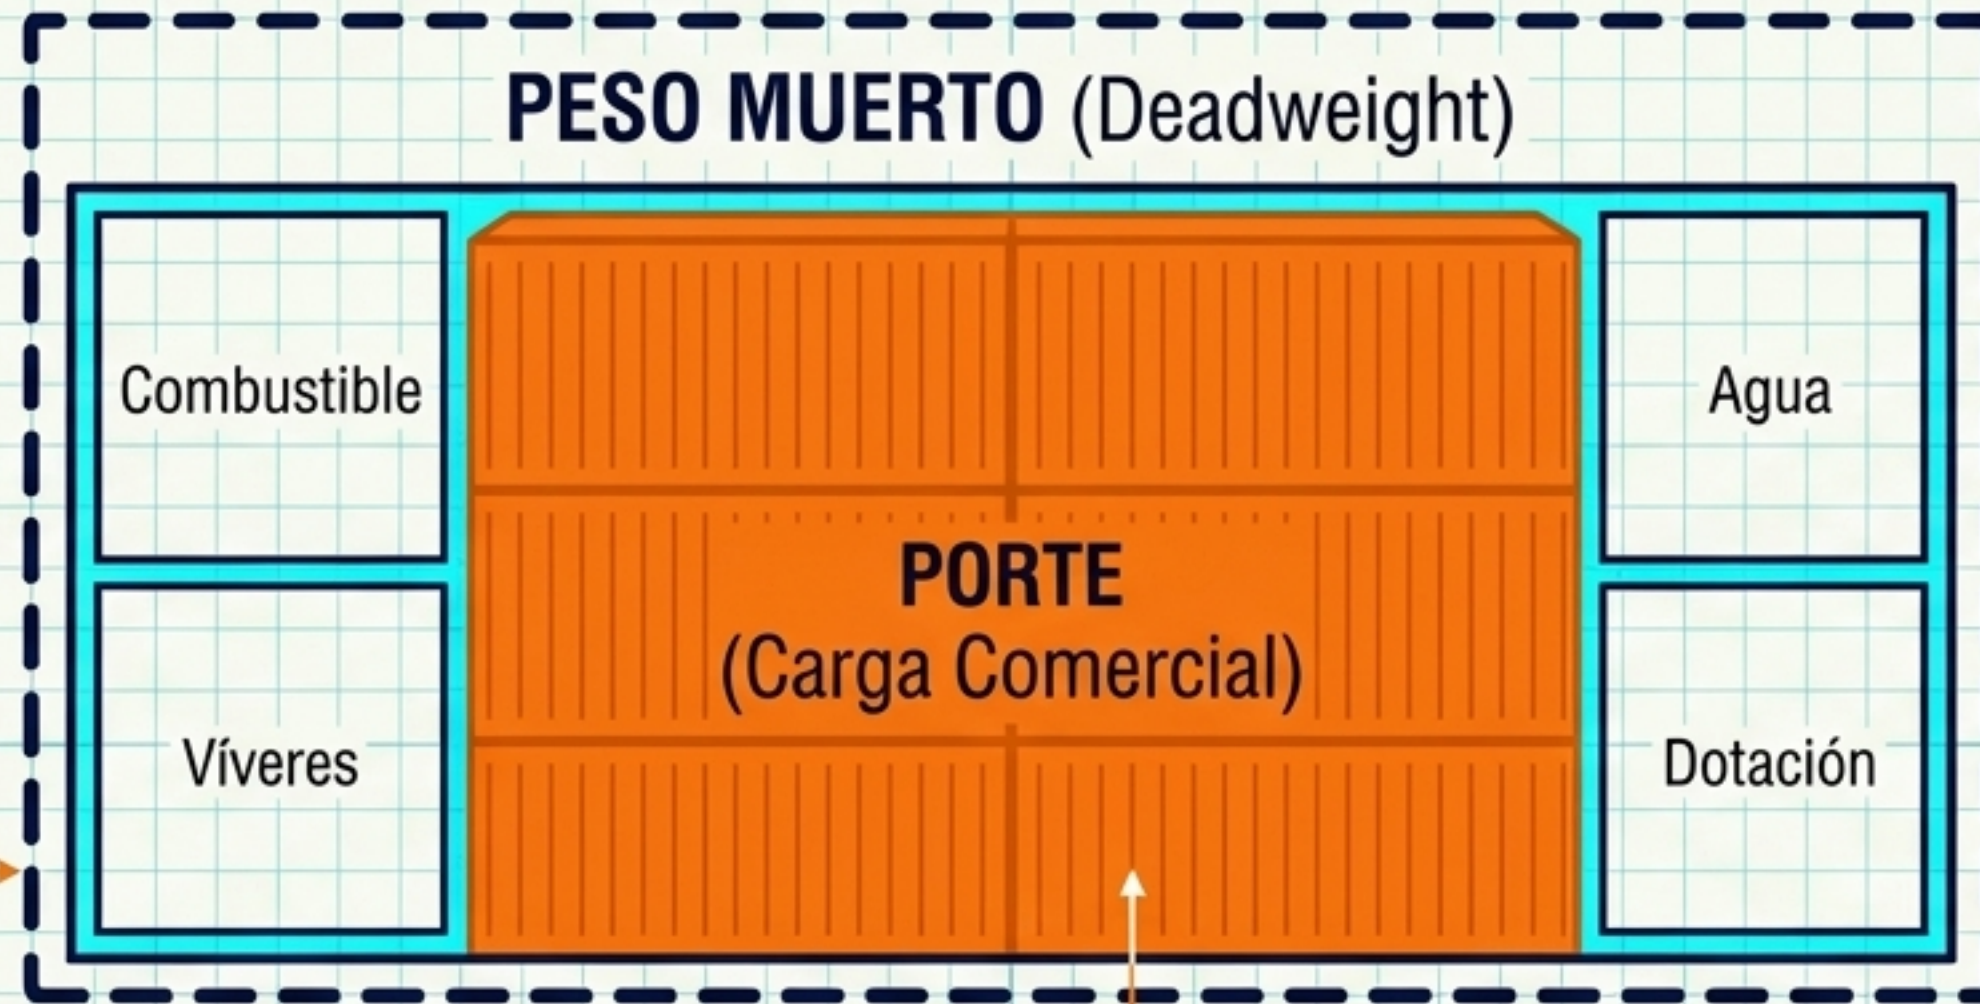 PESO MUERTO (Deadweight)
Combustible
Agua
PORTE
(Carga Comercial)
Víveres
Dotación